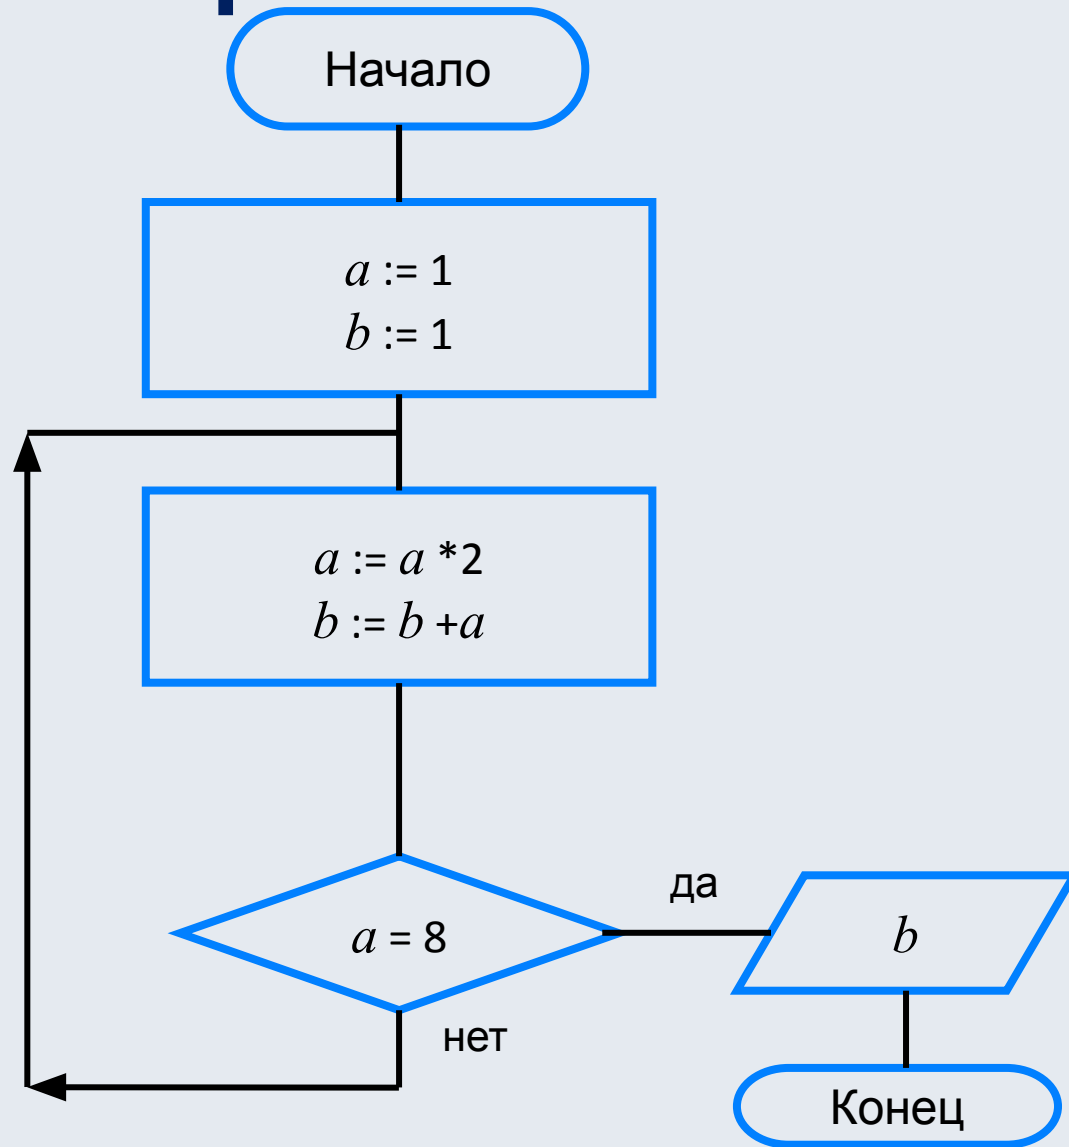 Начало
a := 1
b := 1
a := a *2
b := b +a
да
a = 8
b
нет
Конец